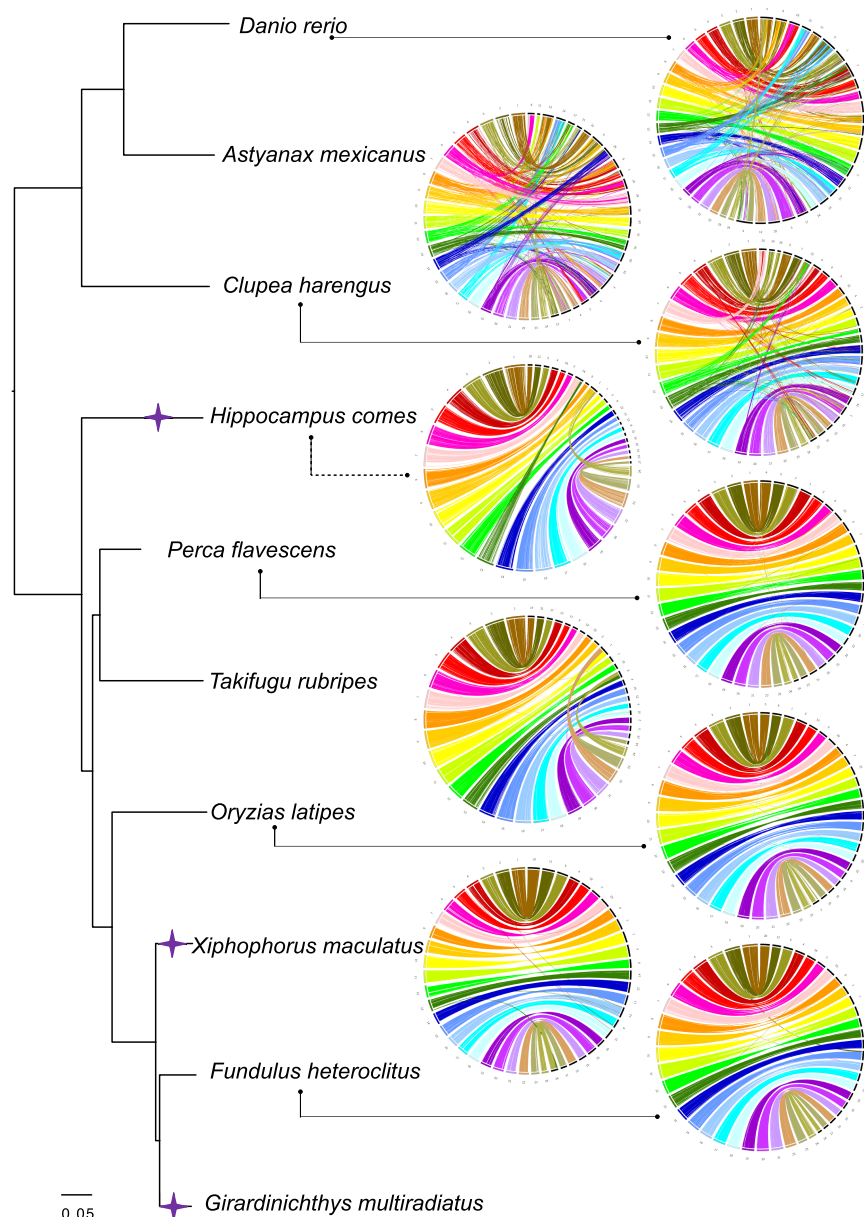 Danio rerio
Astyanax mexicanus
Clupea harengus
Hippocampus comes
Perca flavescens
Takifugu rubripes
Oryzias latipes
Xiphophorus maculatus
Fundulus heteroclitus
Girardinichthys multiradiatus
0.05